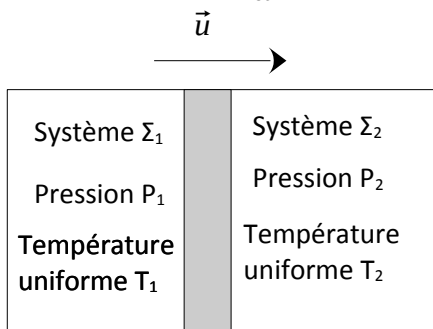 u
Système Σ₁
Pression P₁
Température
uniforme T₁
Système Σ₂
Pression P₂
Température
uniforme T₂